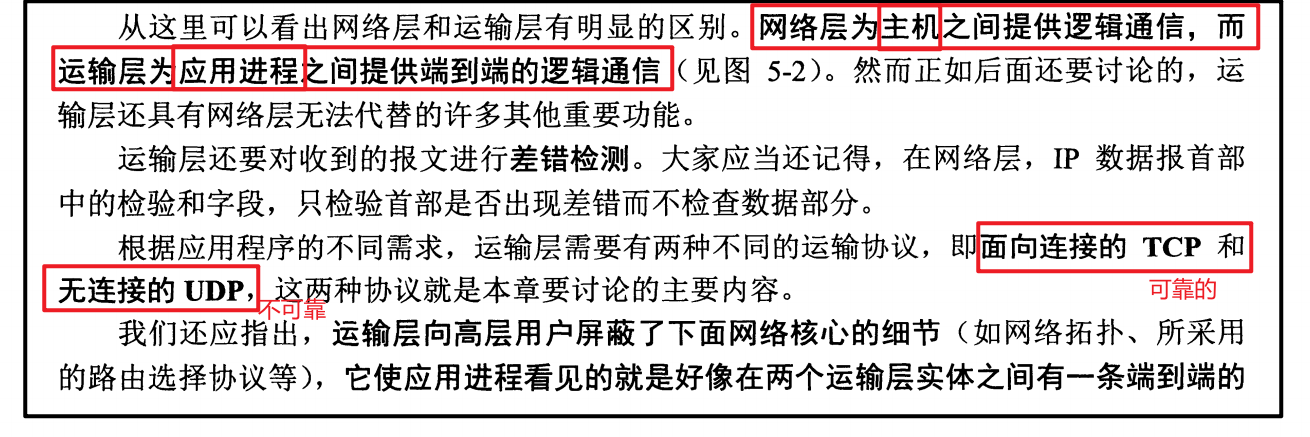 从这里可以看出网络层和运输层有明显的区别。网络层为主机之间提供逻辑通信，而
运输层为应用进程之间提供端到端的逻辑通信（见图 5-2）。然而正如后面还要讨论的，运
输层还具有网络层无法代替的许多其他重要功能。
运输层还要对收到的报文进行差错检测。大家应当还记得，在网络层，IP 数据报首部
中的检验和字段，只检验首部是否出现差错而不检查数据部分。
根据应用程序的不同需求，运输层需要有两种不同的运输协议，即面向连接的 TCP 和
无连接的 UDP，这两种协议就是本章要讨论的主要内容。
不可靠
可靠的
我们还应指出，运输层向高层用户屏蔽了下面网络核心的细节（如网络拓扑、所采用
的路由选择协议等），它使应用进程看见的就是好像在两个运输层实体之间有一条端到端的